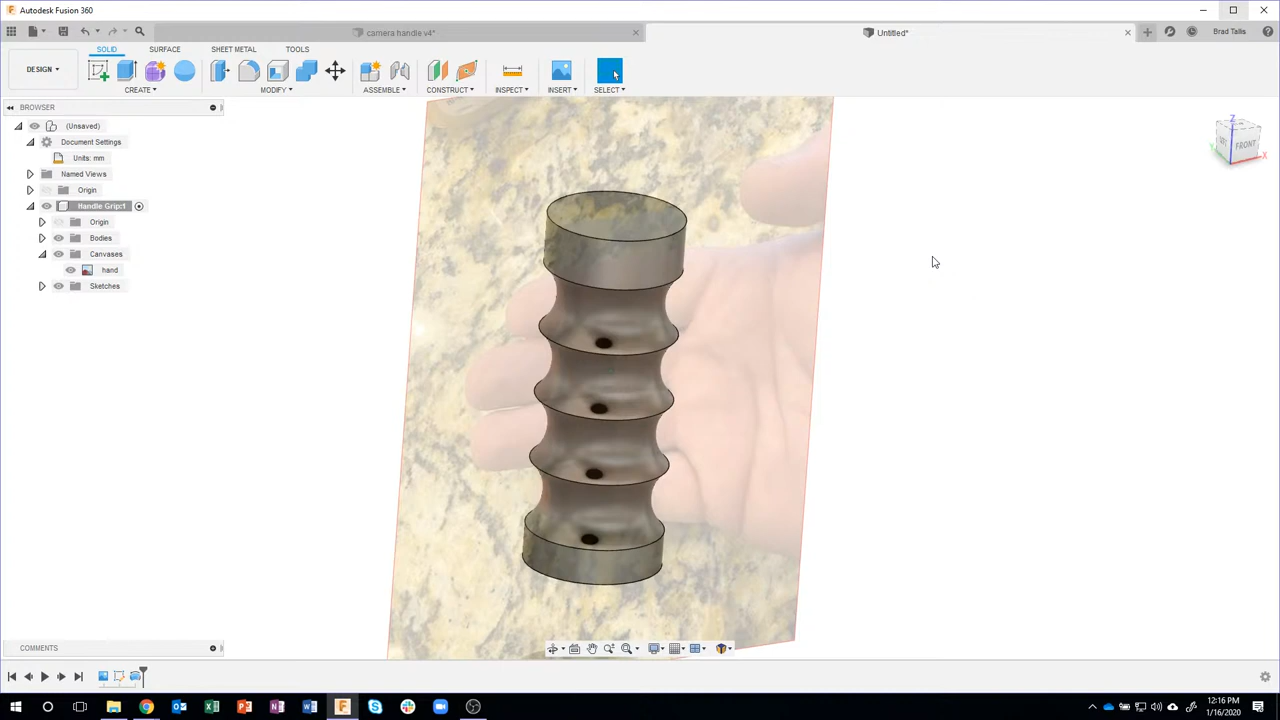 Autodesk Fusion 360
camera handle v4*
Untitled*
Brad Tallis
DESIGN
SOLID
SURFACE
SHEET METAL
TOOLS
CREATE
MODIFY
ASSEMBLE
CONSTRUCT
INSPECT
INSERT
SELECT
BROWSER
(Unsaved)
Document Settings
Units: mm
Named Views
Origin
Handle Grip:1
Origin
Bodies
Canvases
hand
Sketches
Z
FRONT
X
COMMENTS
12:16 PM
1/16/2020